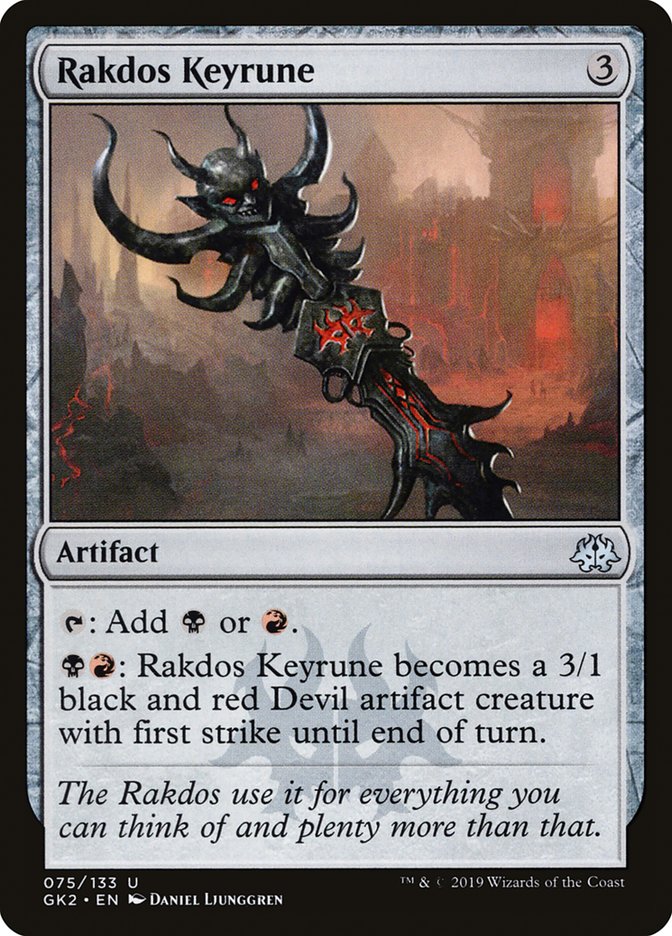 Rakdos Keyrune 3
Artifact
: Add or .
: Rakdos Keyrune becomes a 3/1
black and red Devil artifact creature
with first strike until end of turn.
The Rakdos use it for everything you
can think of and plenty more than that.
075/133 U
GK2 • EN Daniel Ljunggren
™ & © 2019 Wizards of the Coast